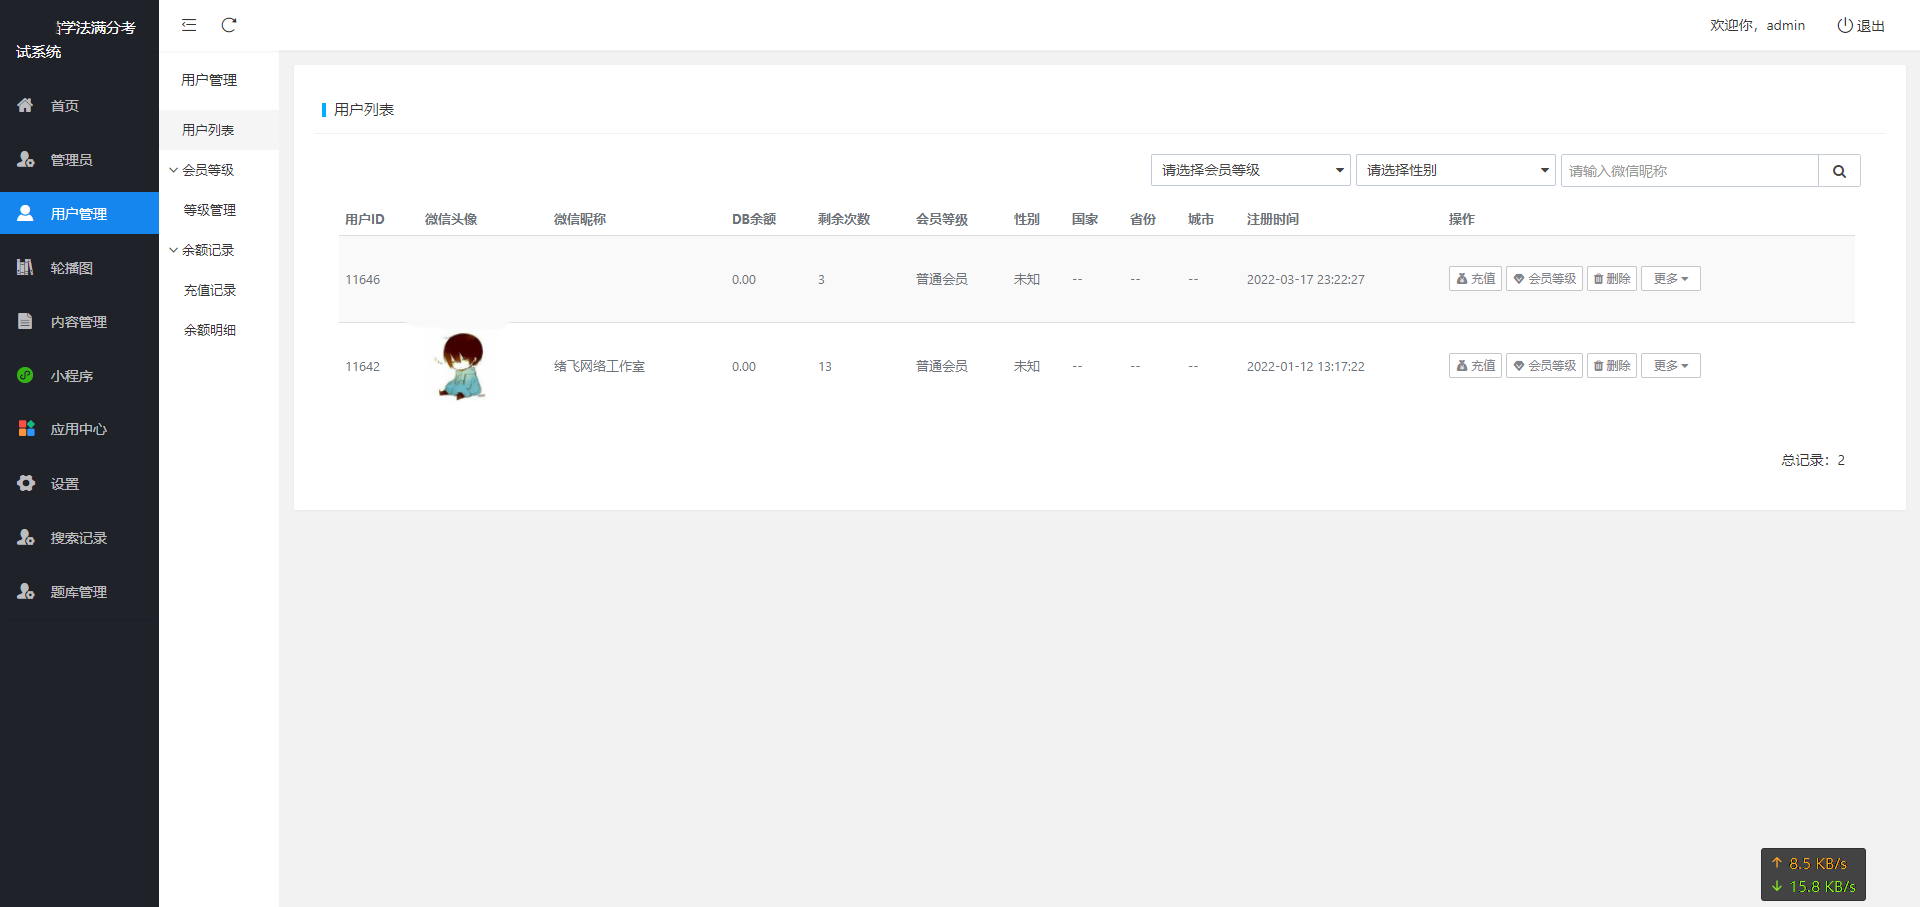 学法满分考
试系统
首页
管理员
用户管理
轮播图
内容管理
小程序
应用中心
设置
搜索记录
题库管理
用户管理
用户列表
会员等级
等级管理
余额记录
充值记录
余额明细
欢迎你，admin 退出
用户列表
请选择会员等级 请选择性别 请输入微信昵称
用户ID 微信头像 微信昵称 DB余额 剩余次数 会员等级 性别 国家 省份 城市 注册时间 操作
11646 0.00 3 普通会员 未知 -- -- -- 2022-03-17 23:22:27 充值 会员等级 删除 更多
11642 绪飞网络工作室 0.00 13 普通会员 未知 -- -- -- 2022-01-12 13:17:22 充值 会员等级 删除 更多
总记录：2
8.5 KB/s
15.8 KB/s